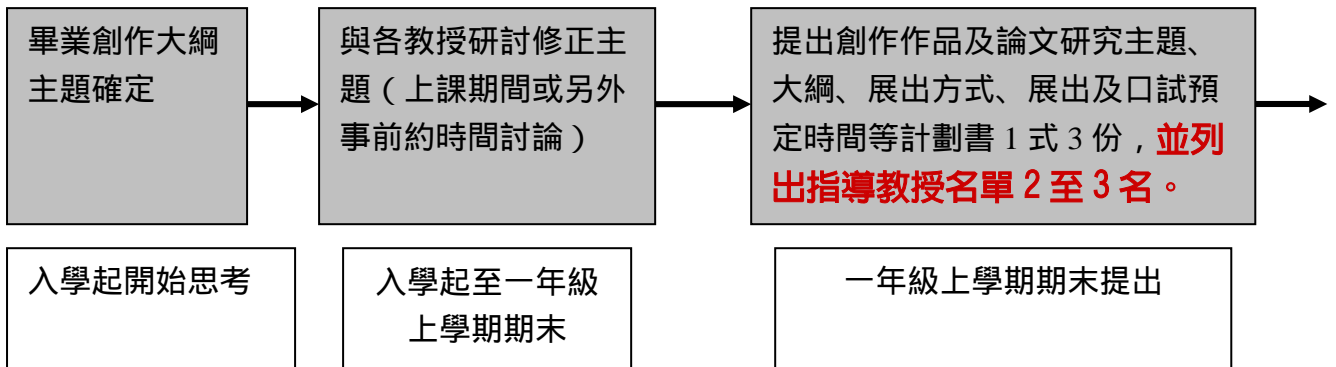 畢業創作大綱
主題確定
與各教授研討修正主
題（上課期間或另外
事前約時間討論）
提出創作作品及論文研究主題、
大綱、展出方式、展出及口試預
定時間等計劃書 1 式 3 份，並列
出指導教授名單 2 至 3 名。
入學起開始思考
入學起至一年級
上學期期末
一年級上學期期末提出